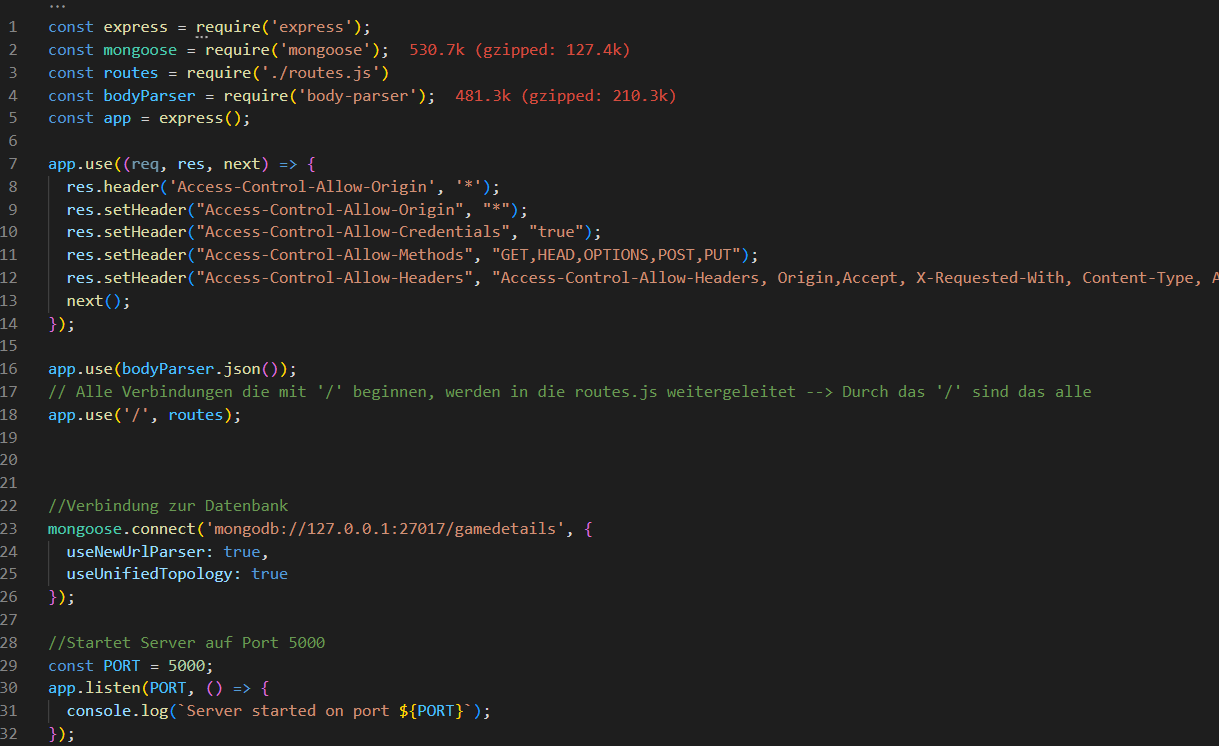 ...
1 const express = require('express');
2 const mongoose = require('mongoose'); 530.7k (gzipped: 127.4k)
3 const routes = require('./routes.js')
4 const bodyParser = require('body-parser'); 481.3k (gzipped: 210.3k)
5 const app = express();
6
7 app.use((req, res, next) => {
8 res.header('Access-Control-Allow-Origin', '*');
9 res.setHeader("Access-Control-Allow-Origin", "*");
10 res.setHeader("Access-Control-Allow-Credentials", "true");
11 res.setHeader("Access-Control-Allow-Methods", "GET,HEAD,OPTIONS,POST,PUT");
12 res.setHeader("Access-Control-Allow-Headers", "Access-Control-Allow-Headers, Origin,Accept, X-Requested-With, Content-Type, A
13 next();
14 });
15
16 app.use(bodyParser.json());
17 // Alle Verbindungen die mit '/' beginnen, werden in die routes.js weitergeleitet --> Durch das '/' sind das alle
18 app.use('/', routes);
19
20
21
22 //Verbindung zur Datenbank
23 mongoose.connect('mongodb://127.0.0.1:27017/gamedetails', {
24 useNewUrlParser: true,
25 useUnifiedTopology: true
26 });
27
28 //Startet Server auf Port 5000
29 const PORT = 5000;
30 app.listen(PORT, () => {
31 console.log(`Server started on port ${PORT}`);
32 });